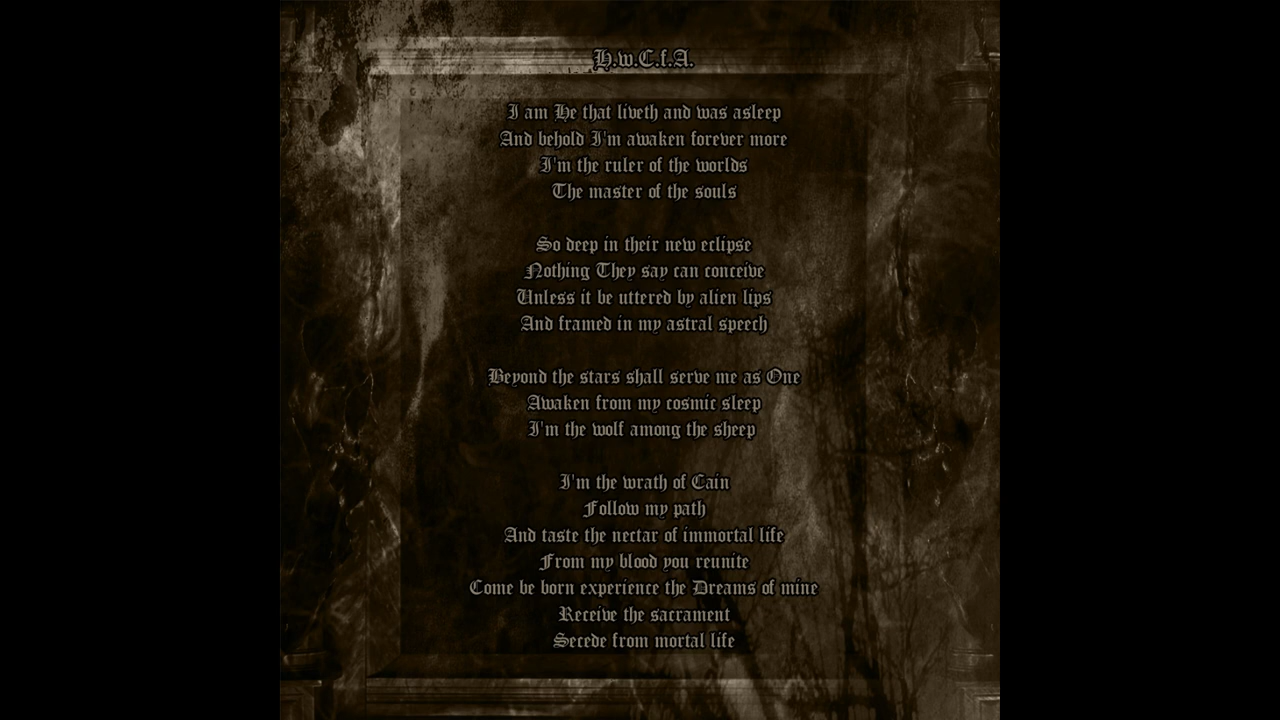 H.w.C.f.A.
I am He that liveth and was asleep
And behold I'm awaken forever more
I'm the ruler of the worlds
The master of the souls
So deep in their new eclipse
Nothing They say can conceive
Unless it be uttered by alien lips
And framed in my astral speech
Beyond the stars shall serve me as One
Awaken from my cosmic sleep
I'm the wolf among the sheep
I'm the wrath of Cain
Follow my path
And taste the nectar of immortal life
From my blood you reunite
Come be born experience the Dreams of mine
Receive the sacrament
Secede from mortal life